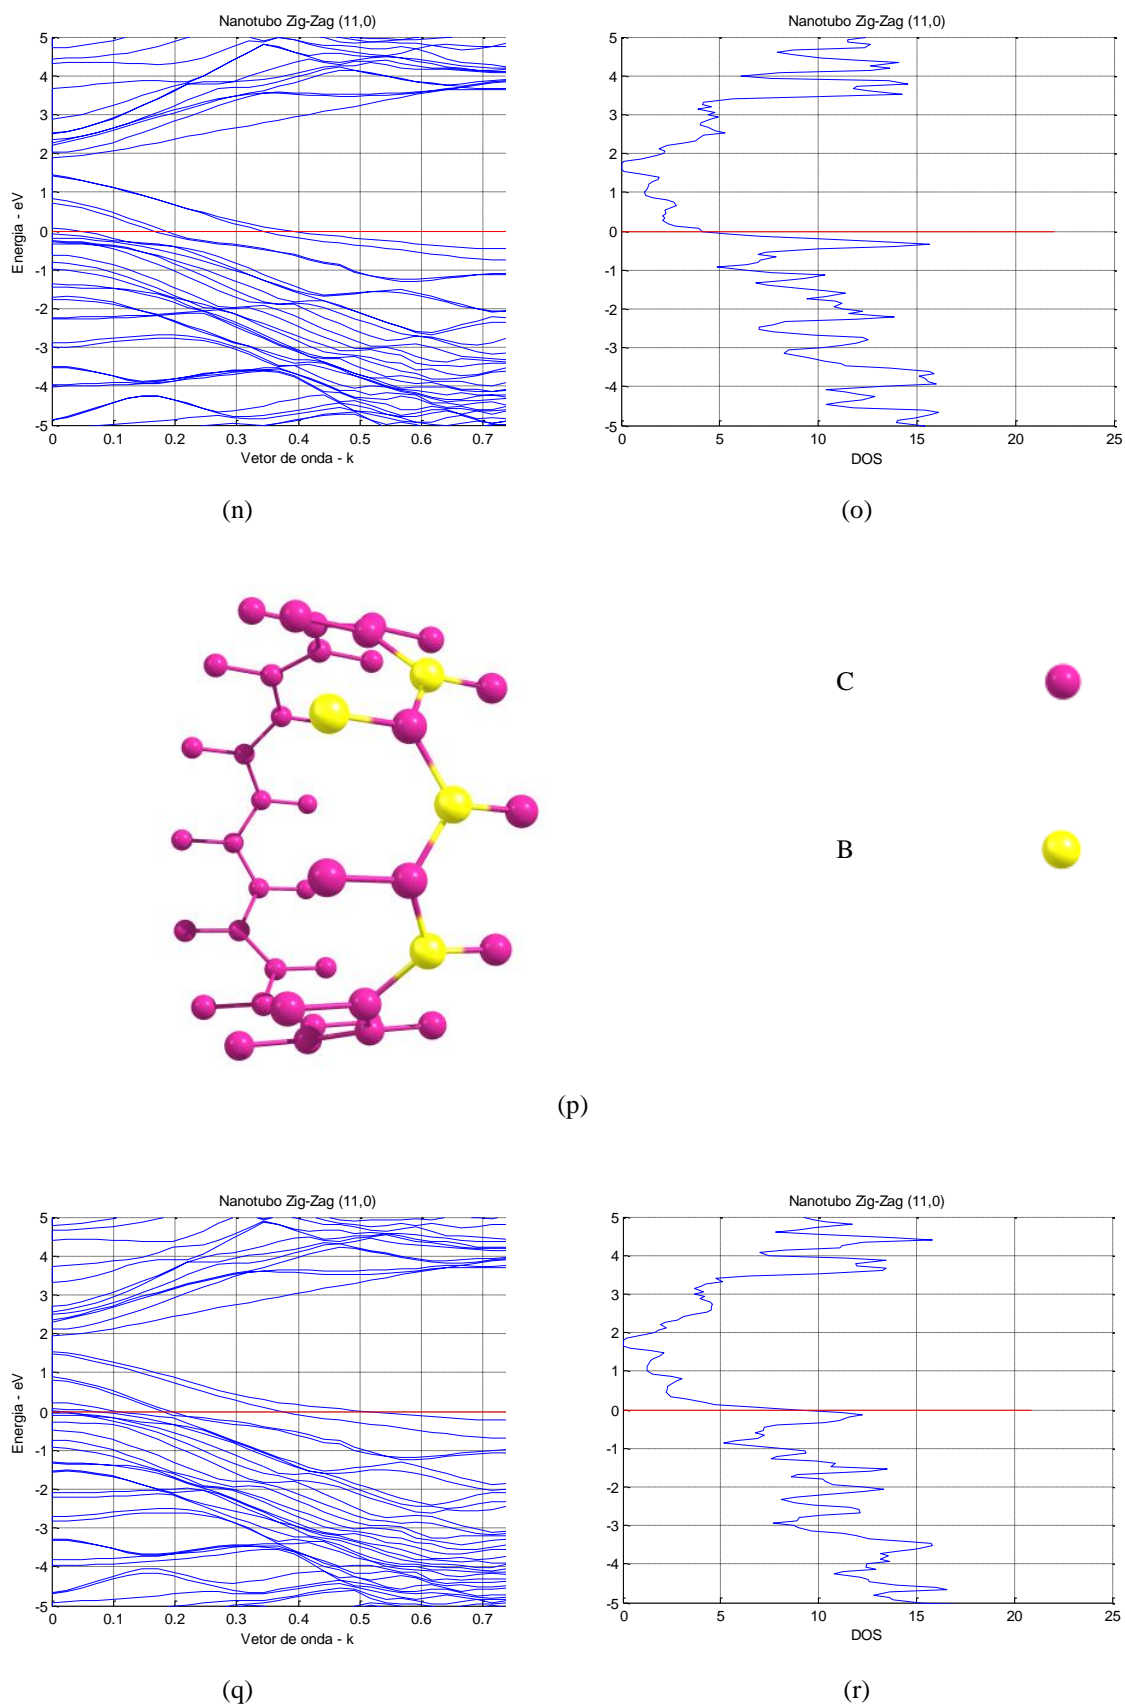 Nanotubo Zig-Zag (11,0)
Nanotubo Zig-Zag (11,0)
5
4
3
2
1
0
-1
-2
-3
-4
-5
Energia - eV
0 0.1 0.2 0.3 0.4 0.5 0.6 0.7
Vetor de onda - k
5
4
3
2
1
0
-1
-2
-3
-4
-5
0 5 10 15 20 25
DOS
(n)
(o)
C
B
(p)
Nanotubo Zig-Zag (11,0)
Nanotubo Zig-Zag (11,0)
5
4
3
2
1
0
-1
-2
-3
-4
-5
Energia - eV
0 0.1 0.2 0.3 0.4 0.5 0.6 0.7
Vetor de onda - k
5
4
3
2
1
0
-1
-2
-3
-4
-5
0 5 10 15 20 25
DOS
(q)
(r)